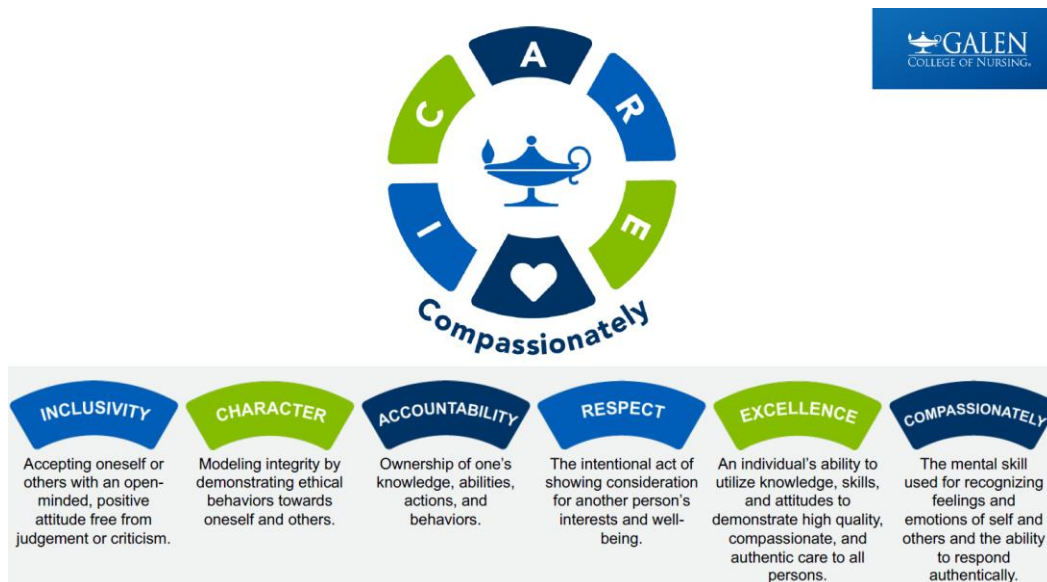 GALEN
COLLEGE OF NURSING®
I
C
A
R
E
Compassionately
INCLUSIVITY
Accepting oneself or
others with an open-
minded, positive
attitude free from
judgement or criticism.
CHARACTER
Modeling integrity by
demonstrating ethical
behaviors towards
oneself and others.
ACCOUNTABILITY
Ownership of one's
knowledge, abilities,
actions, and
behaviors.
RESPECT
The intentional act of
showing consideration
for another person's
interests and well-
being.
EXCELLENCE
An individual's ability to
utilize knowledge, skills,
and attitudes to
demonstrate high quality,
compassionate, and
authentic care to all
persons.
COMPASSIONATELY
The mental skill
used for recognizing
feelings and
emotions of self and
others and the ability
to respond
authentically.